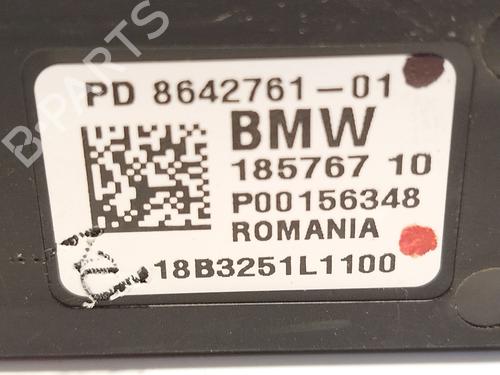 B-PARTS
PD 8642761-01
BMW
185767 10
P00156348
ROMANIA
18B3251L1100